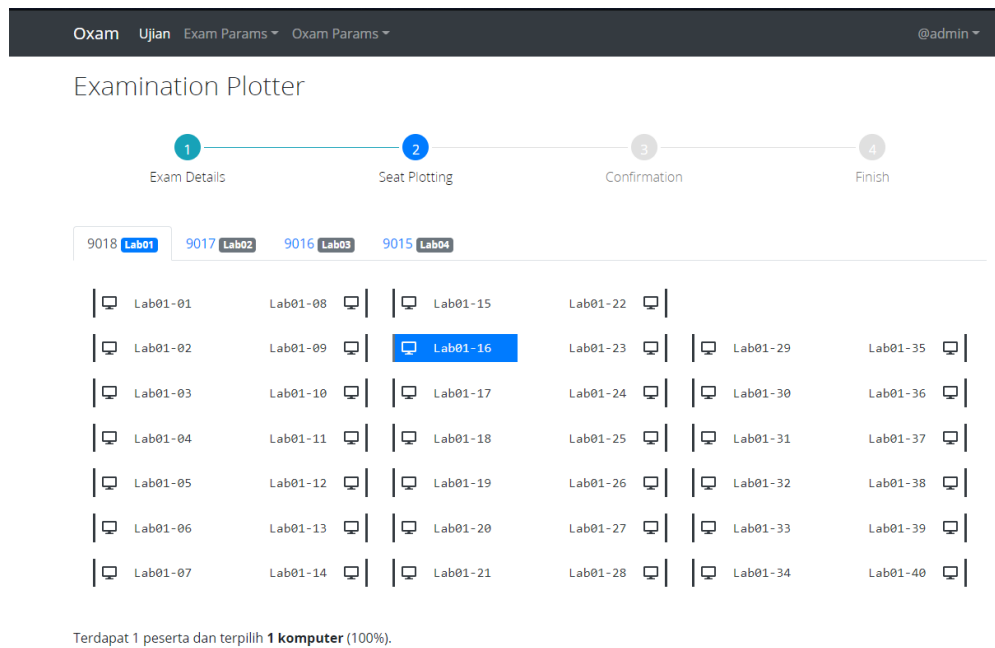 Oxam Ujian Exam Params Oxam Params @admin
Examination Plotter
1 2 3 4
Exam Details Seat Plotting Confirmation Finish
9018 Lab01 9017 Lab02 9016 Lab03 9015 Lab04
Lab01-01 Lab01-08 Lab01-15 Lab01-22
Lab01-02 Lab01-09 Lab01-16 Lab01-23 Lab01-29 Lab01-35
Lab01-03 Lab01-10 Lab01-17 Lab01-24 Lab01-30 Lab01-36
Lab01-04 Lab01-11 Lab01-18 Lab01-25 Lab01-31 Lab01-37
Lab01-05 Lab01-12 Lab01-19 Lab01-26 Lab01-32 Lab01-38
Lab01-06 Lab01-13 Lab01-20 Lab01-27 Lab01-33 Lab01-39
Lab01-07 Lab01-14 Lab01-21 Lab01-28 Lab01-34 Lab01-40
Terdapat 1 peserta dan terpilih 1 komputer (100%).